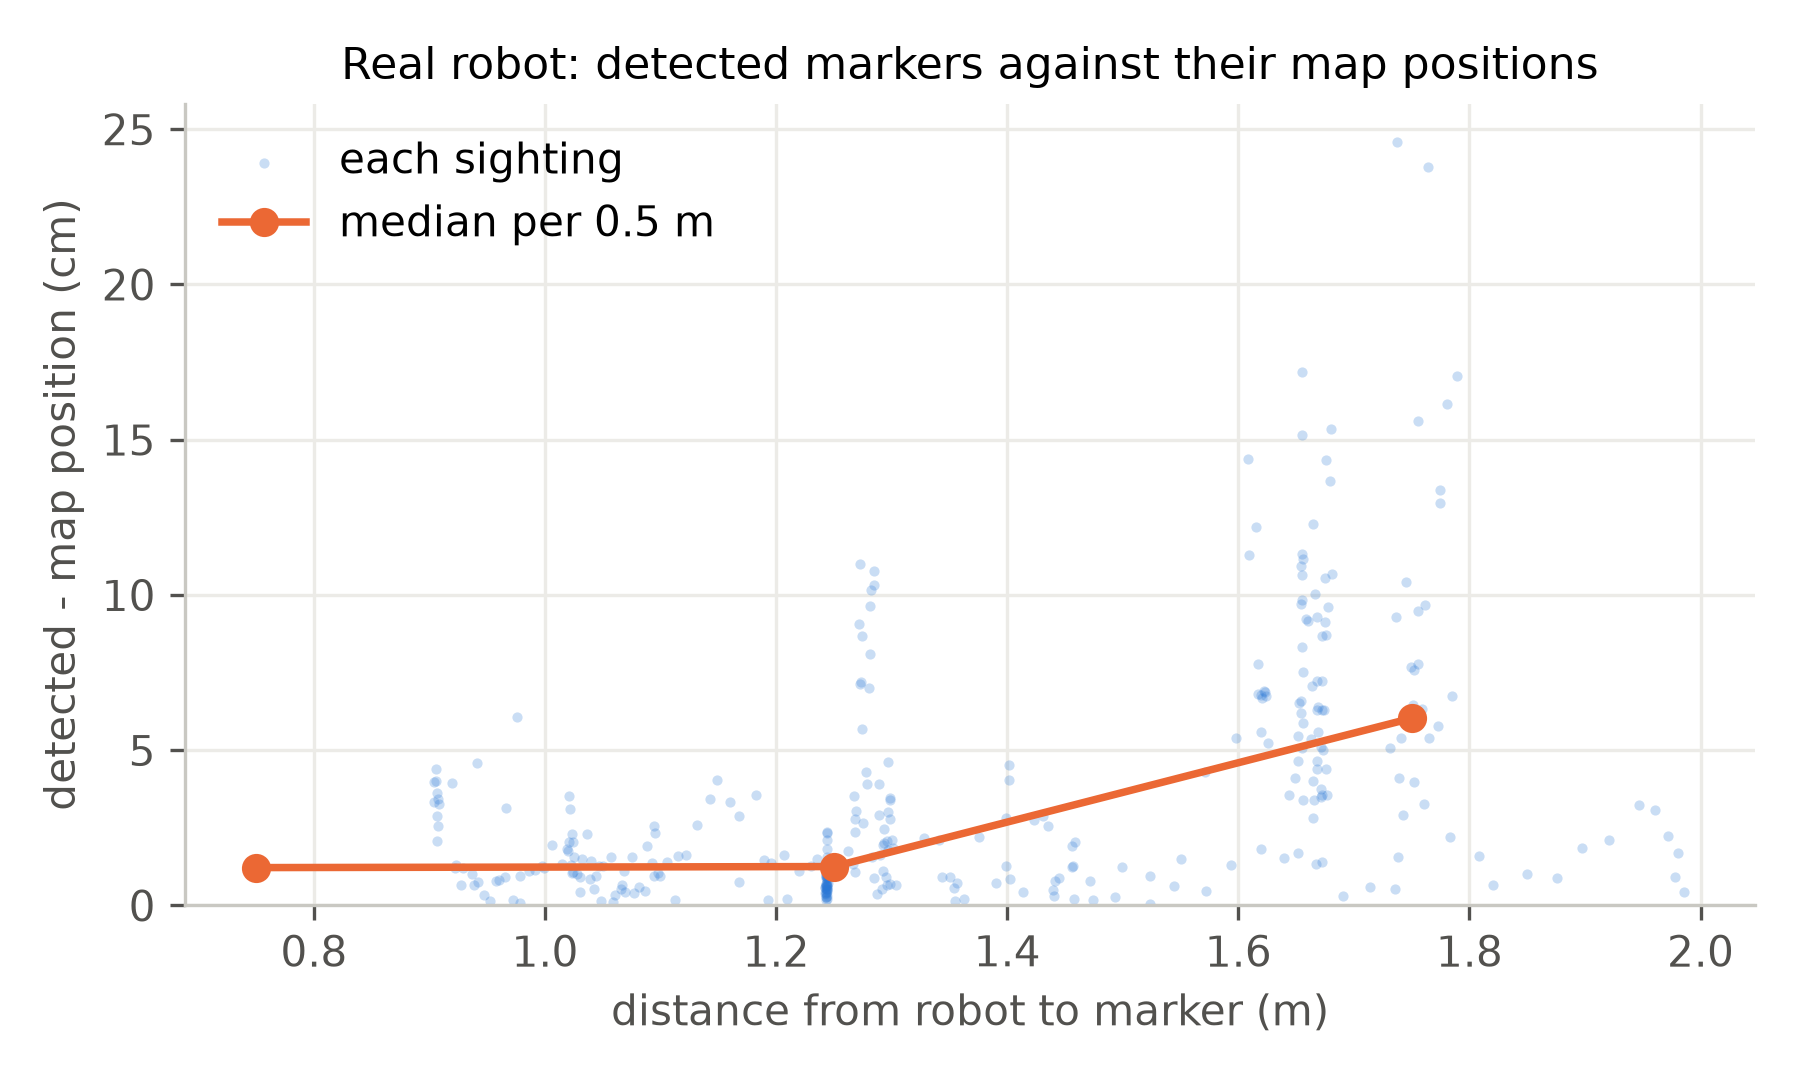 Real robot: detected markers against their map positions
each sighting
median per 0.5 m
detected - map position (cm)
25
20
15
10
5
0
0.8 1.0 1.2 1.4 1.6 1.8 2.0
distance from robot to marker (m)